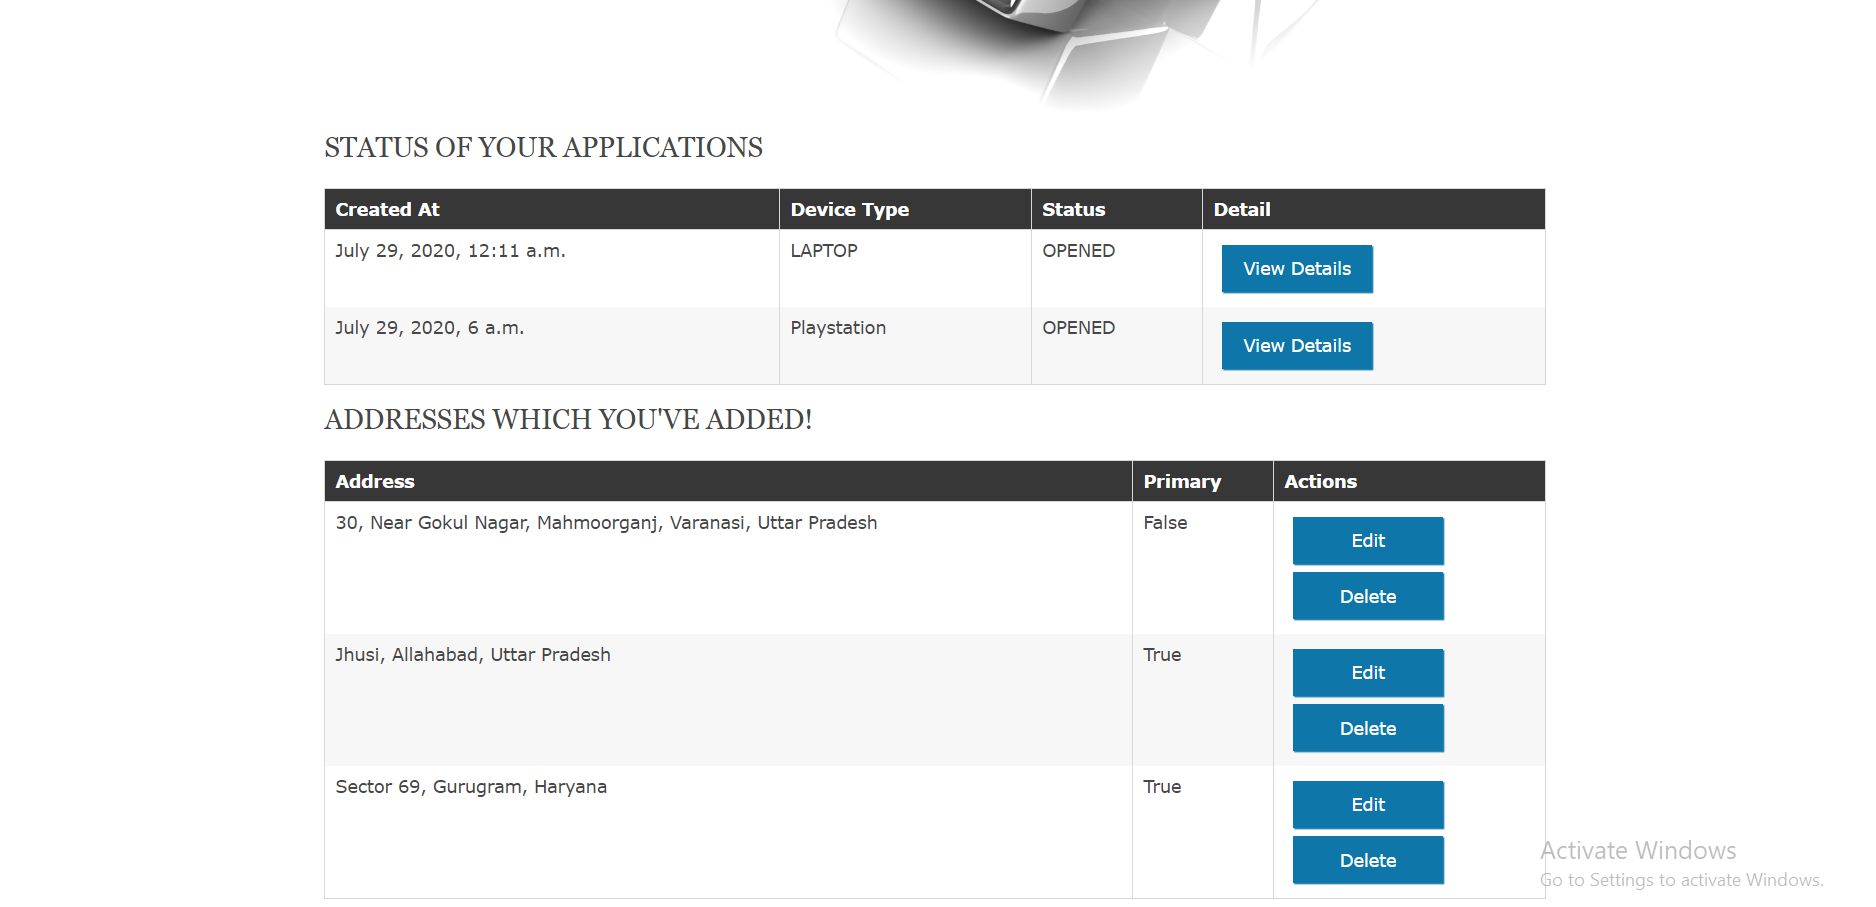 STATUS OF YOUR APPLICATIONS
Created At Device Type Status Detail
July 29, 2020, 12:11 a.m. LAPTOP OPENED View Details
July 29, 2020, 6 a.m. Playstation OPENED View Details
ADDRESSES WHICH YOU'VE ADDED!
Address Primary Actions
30, Near Gokul Nagar, Mahmoorganj, Varanasi, Uttar Pradesh False Edit
Delete
Jhusi, Allahabad, Uttar Pradesh True Edit
Delete
Sector 69, Gurugram, Haryana True Edit
Delete
Activate Windows
Go to Settings to activate Windows.